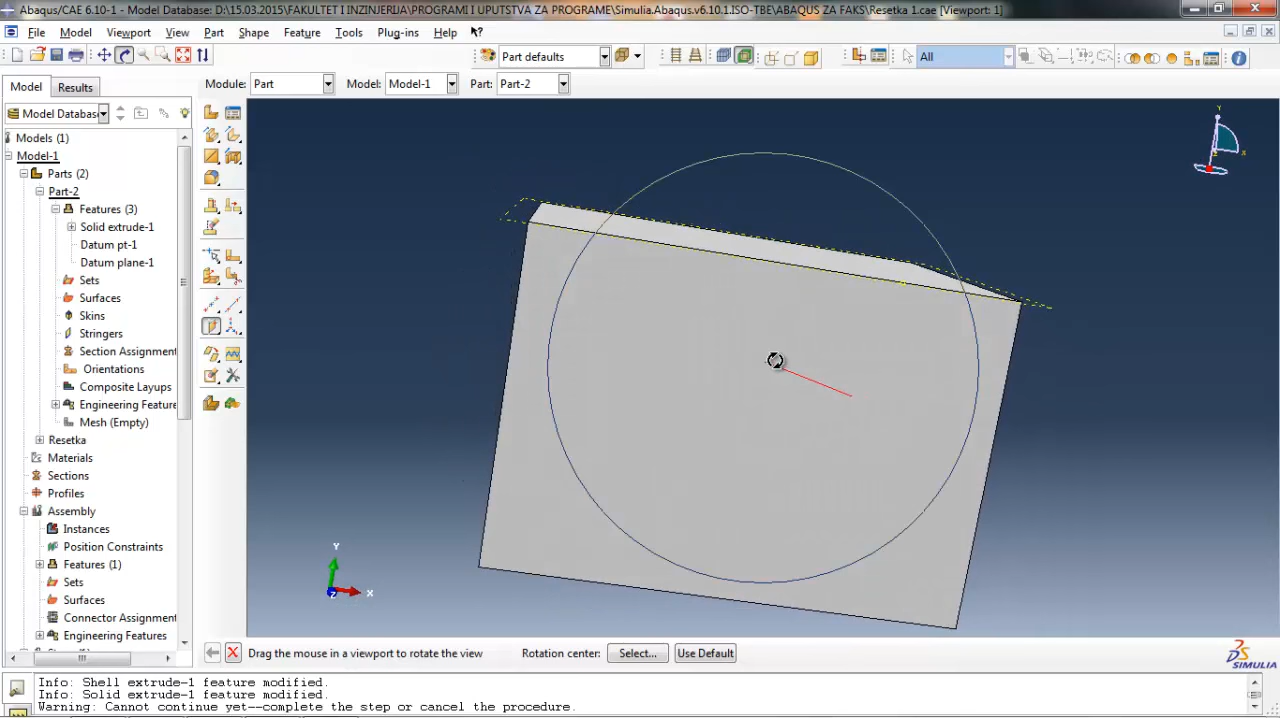 Abaqus/CAE 6.10-1 - Model Database: D:\15.03.2015\FAKULTET I INZINJERIJA\PROGRAMI I UPUTSTVA ZA PROGRAME\Simulia.Abaqus.v6.10.1.ISO-TBE\ABAQUS ZA FAKS\Resetka 1.cae [Viewport: 1]
File Model Viewport View Part Shape Feature Tools Plug-ins Help
Part defaults All
Model Results Module: Part Model: Model-1 Part: Part-2
Model Databas
Models (1)
Model-1
Parts (2)
Part-2
Features (3)
Solid extrude-1
Datum pt-1
Datum plane-1
Sets
Surfaces
Skins
Stringers
Section Assignment
Orientations
Composite Layups
Engineering Feature
Mesh (Empty)
Resetka
Materials
Sections
Profiles
Assembly
Instances
Position Constraints
Features (1)
Sets
Surfaces
Connector Assignment
Engineering Feature
Y
X
Z
Y
X
Drag the mouse in a viewport to rotate the view Rotation center: Select... Use Default
SIMULIA
Info: Shell extrude-1 feature modified.
Info: Solid extrude-1 feature modified.
Warning: Cannot continue yet--complete the step or cancel the procedure.